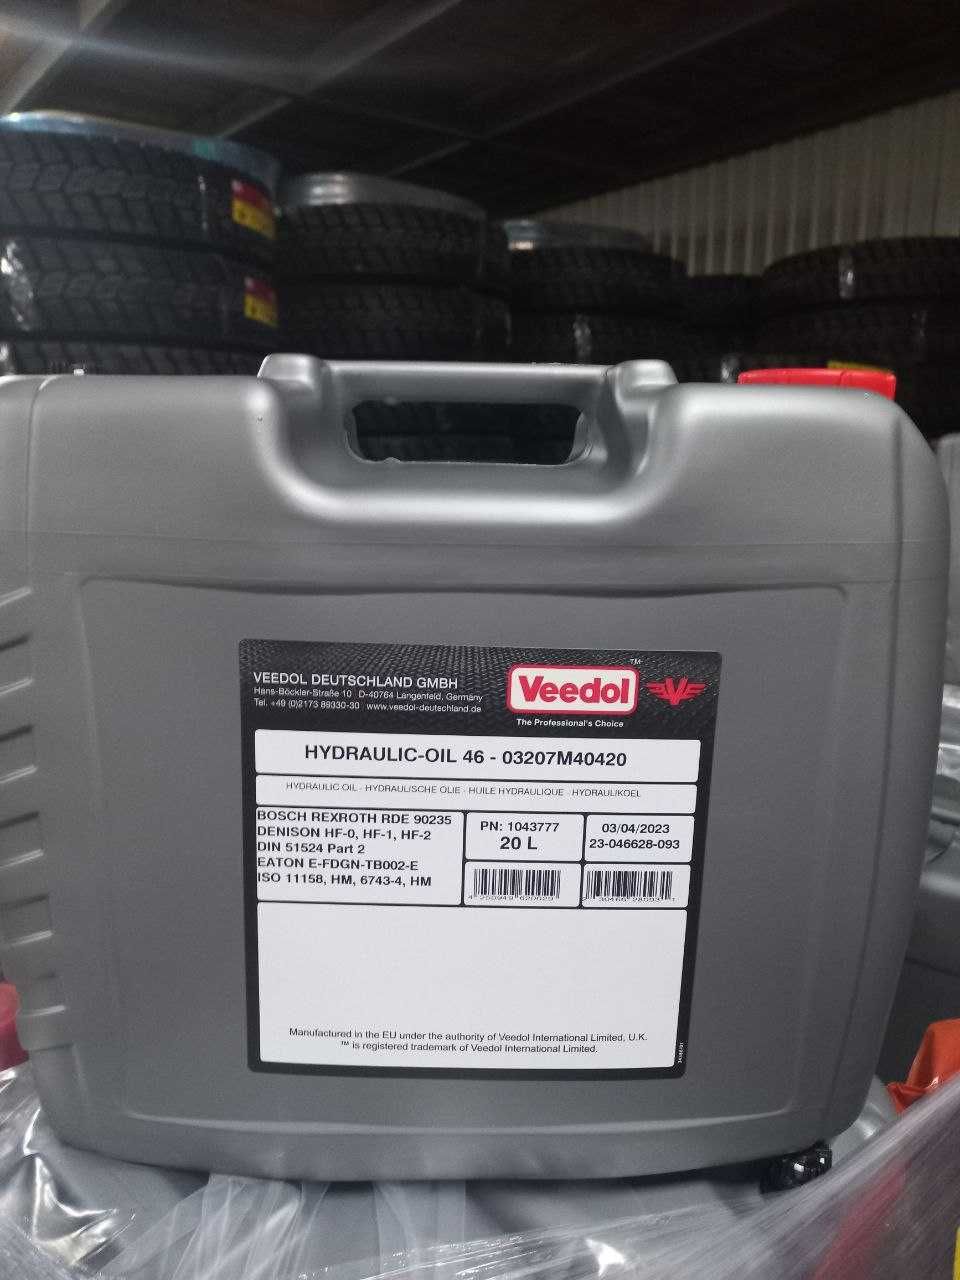 VEEDOL DEUTSCHLAND GMBH
Hans-Böckler-Straße 10 D-40764 Langenfeld, Germany
Tel. +49 (0)2173 89330-30 www.veedol-deutschland.de
Veedol
TM
The Professional's Choice
HYDRAULIC-OIL 46 - 03207M40420
HYDRAULIC OIL - HYDRAULISCHE OLIE - HUILE HYDRAULIQUE - HYDRAULIKOEL
BOSCH REXROTH RDE 90235
DENISON HF-0, HF-1, HF-2
DIN 51524 Part 2
EATON E-FDGN-TB002-E
ISO 11158, HM, 6743-4, HM
PN: 1043777
20 L
03/04/2023
23-046628-093
Manufactured in the EU under the authority of Veedol International Limited, U.K.
™ is registered trademark of Veedol International Limited.